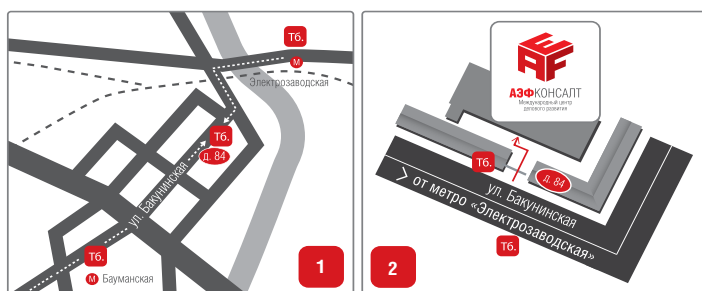 Тб.
М
Электрозаводская
Тб.
д. 84
ул. Бакунинская
Тб.
М Бауманская
1
АЭФКОНСАЛТ
Международный центр
делового развития
Тб.
д. 84
ул. Бакунинская
от метро «Электрозаводская»
Тб.
2